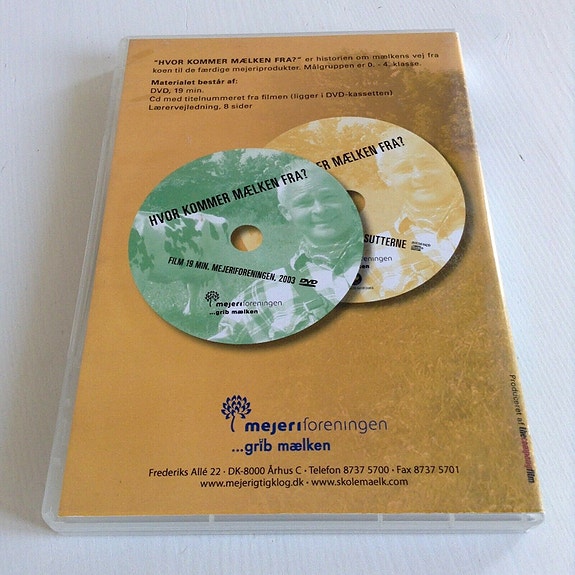 "HVOR KOMMER MÆLKEN FRA?" er historien om mælkens vej fra
koen til de færdige mejeriprodukter. Målgruppen er 0. - 4. klasse.
Materialet består af:
DVD, 19 min.
Cd med titelnummeret fra filmen (ligger i DVD-kassetten)
Lærervejledning, 8 sider
HVOR KOMMER MÆLKEN FRA?
FILM 19 MIN. MEJERIFORENINGEN, 2003 DVD
mejeriforeningen
...grib mælken
ER MÆLKEN FRA?
SUTTERNE
foreningen
mejeriforeningen
...grib mælken
Frederiks Allé 22 · DK-8000 Århus C · Telefon 8737 5700 · Fax 8737 5701
www.mejerigtigklog.dk · www.skolemaelk.com
Produceret af
film